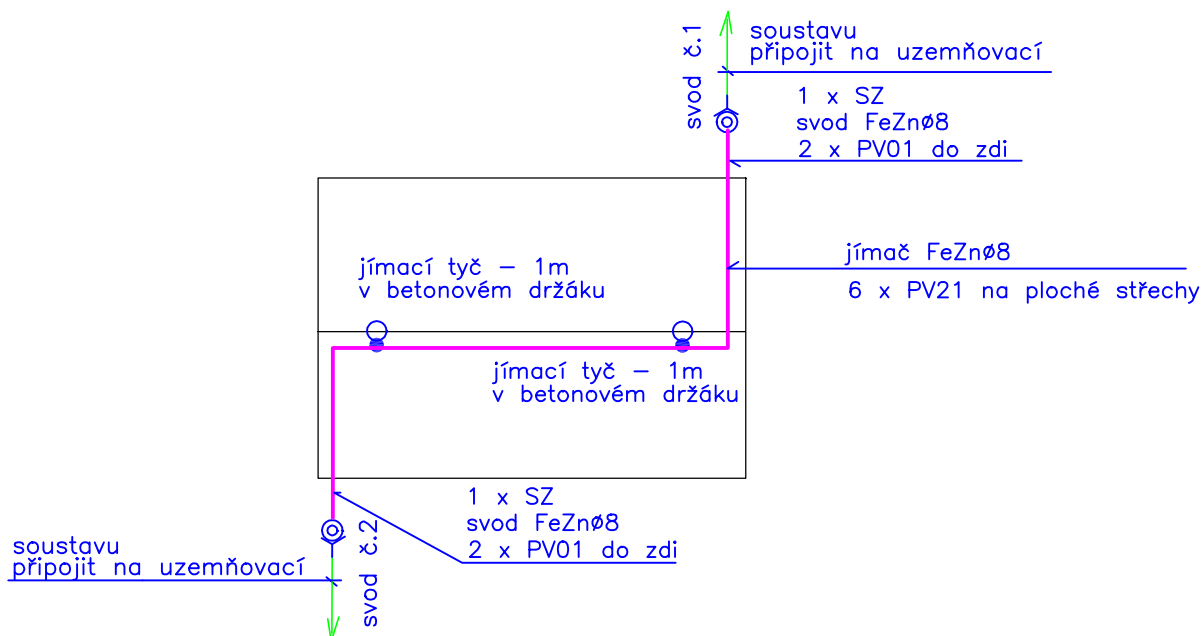 svod č.1
soustavu
připojit na uzemňovací
1 x SZ
svod FeZnø8
2 x PV01 do zdi
jímač FeZnø8
6 x PV21 na ploché střechy
jímací tyč – 1m
v betonovém držáku
jímací tyč – 1m
v betonovém držáku
1 x SZ
svod FeZnø8
2 x PV01 do zdi
svod č.2
soustavu
připojit na uzemňovací